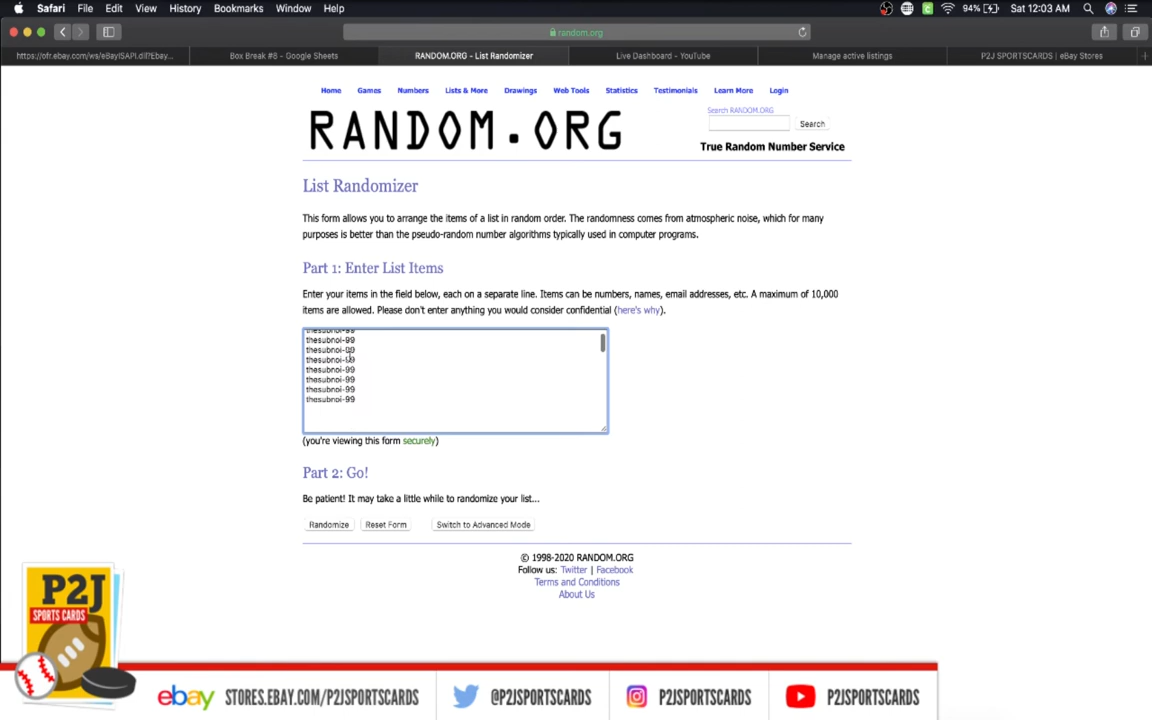 Safari File Edit View History Bookmarks Window Help 94% Sat 12:03 AM
random.org
https://ofr.ebay.com/ws/eBayISAPI.dll?Ebay... Box Break #8 - Google Sheets RANDOM.ORG - List Randomizer Live Dashboard - YouTube Manage active listings P2J SPORTSCARDS | eBay Stores
Home Games Numbers Lists & More Drawings Web Tools Statistics Testimonials Learn More Login
Search RANDOM.ORG
Search
RANDOM.ORG
True Random Number Service
List Randomizer
This form allows you to arrange the items of a list in random order. The randomness comes from atmospheric noise, which for many
purposes is better than the pseudo-random number algorithms typically used in computer programs.
Part 1: Enter List Items
Enter your items in the field below, each on a separate line. Items can be numbers, names, email addresses, etc. A maximum of 10,000
items are allowed. Please don't enter anything you would consider confidential (here's why).
thesubnoi-99
thesubnoi-99
thesubnoi-99
thesubnoi-99
thesubnoi-99
thesubnoi-99
thesubnoi-99
thesubnoi-99
(you're viewing this form securely)
Part 2: Go!
Be patient! It may take a little while to randomize your list...
Randomize Reset Form Switch to Advanced Mode
© 1998-2020 RANDOM.ORG
Follow us: Twitter | Facebook
Terms and Conditions
About Us
P2J
SPORTS CARDS
ebay STORES.EBAY.COM/P2JSPORTSCARDS @P2JSPORTSCARDS P2JSPORTSCARDS P2JSPORTSCARDS